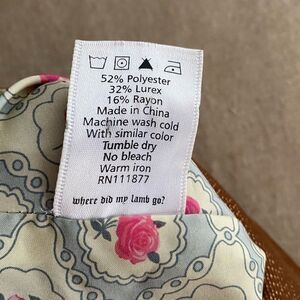 52% Polyester
32% Lurex
16% Rayon
Made in China
Machine wash cold
With similar color
Tumble dry
No bleach
Warm iron
RN111877
where did my lamb go?